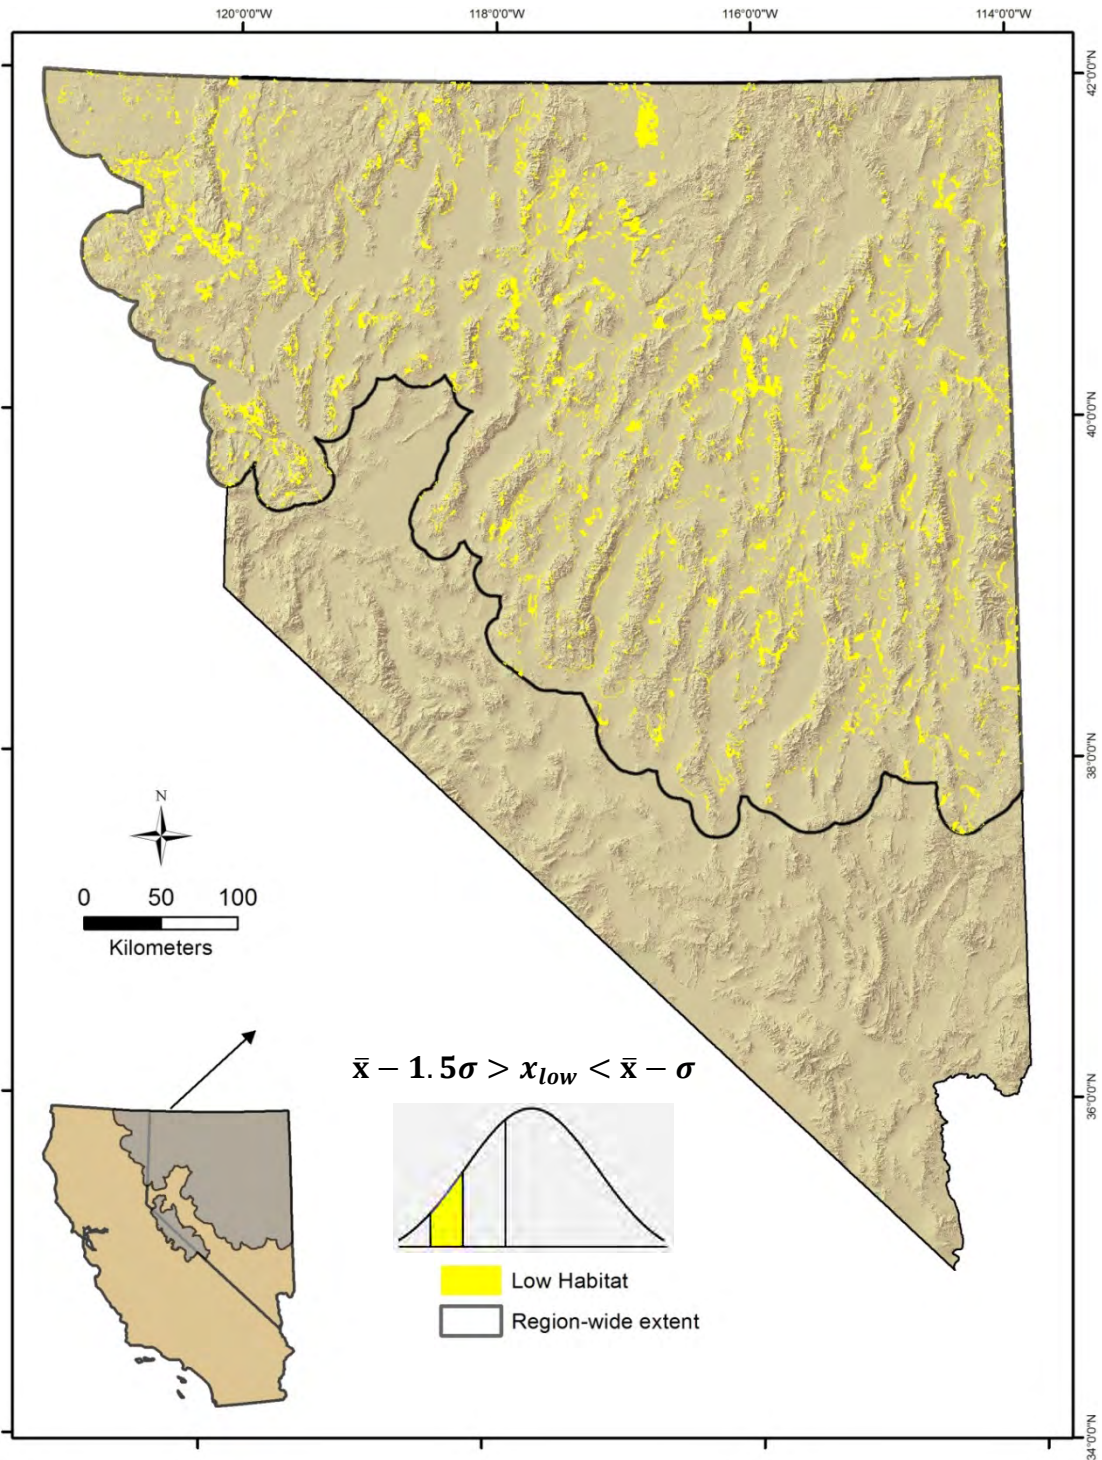 120°0'0"W 118°0'0"W 116°0'0"W 114°0'0"W
42°0'0"N
40°0'0"N
38°0'0"N
36°0'0"N
34°0'0"N
N
0 50 100
Kilometers
x̄ − 1.5σ > x_low < x̄ − σ
Low Habitat
Region-wide extent